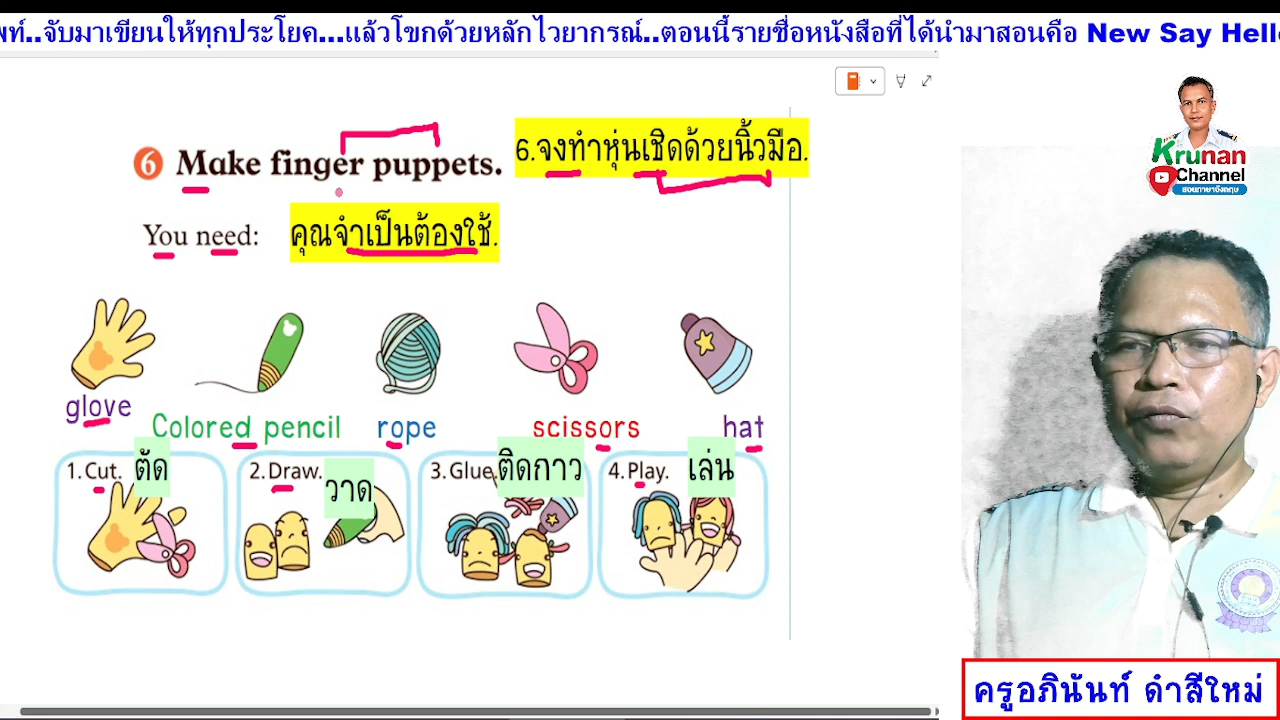 ..จับมาเขียนให้ทุกประโยค...แล้วโขกด้วยหลักไวยากรณ์..ตอนนี้รายชื่อหนังสือที่ได้นำมาสอนคือ New Say
Krunan
Channel
สอนภาษาอังกฤษ
6 Make finger puppets. 6.จงทำหุ่นเชิดด้วยนิ้วมือ.
You need: คุณจำเป็นต้องใช้.
glove Colored pencil rope scissors hat
1.Cut. ตัด 2.Draw. วาด 3.Glue. ติดกาว 4.Play. เล่น
ครูอภินันท์ ดำสีใหม่